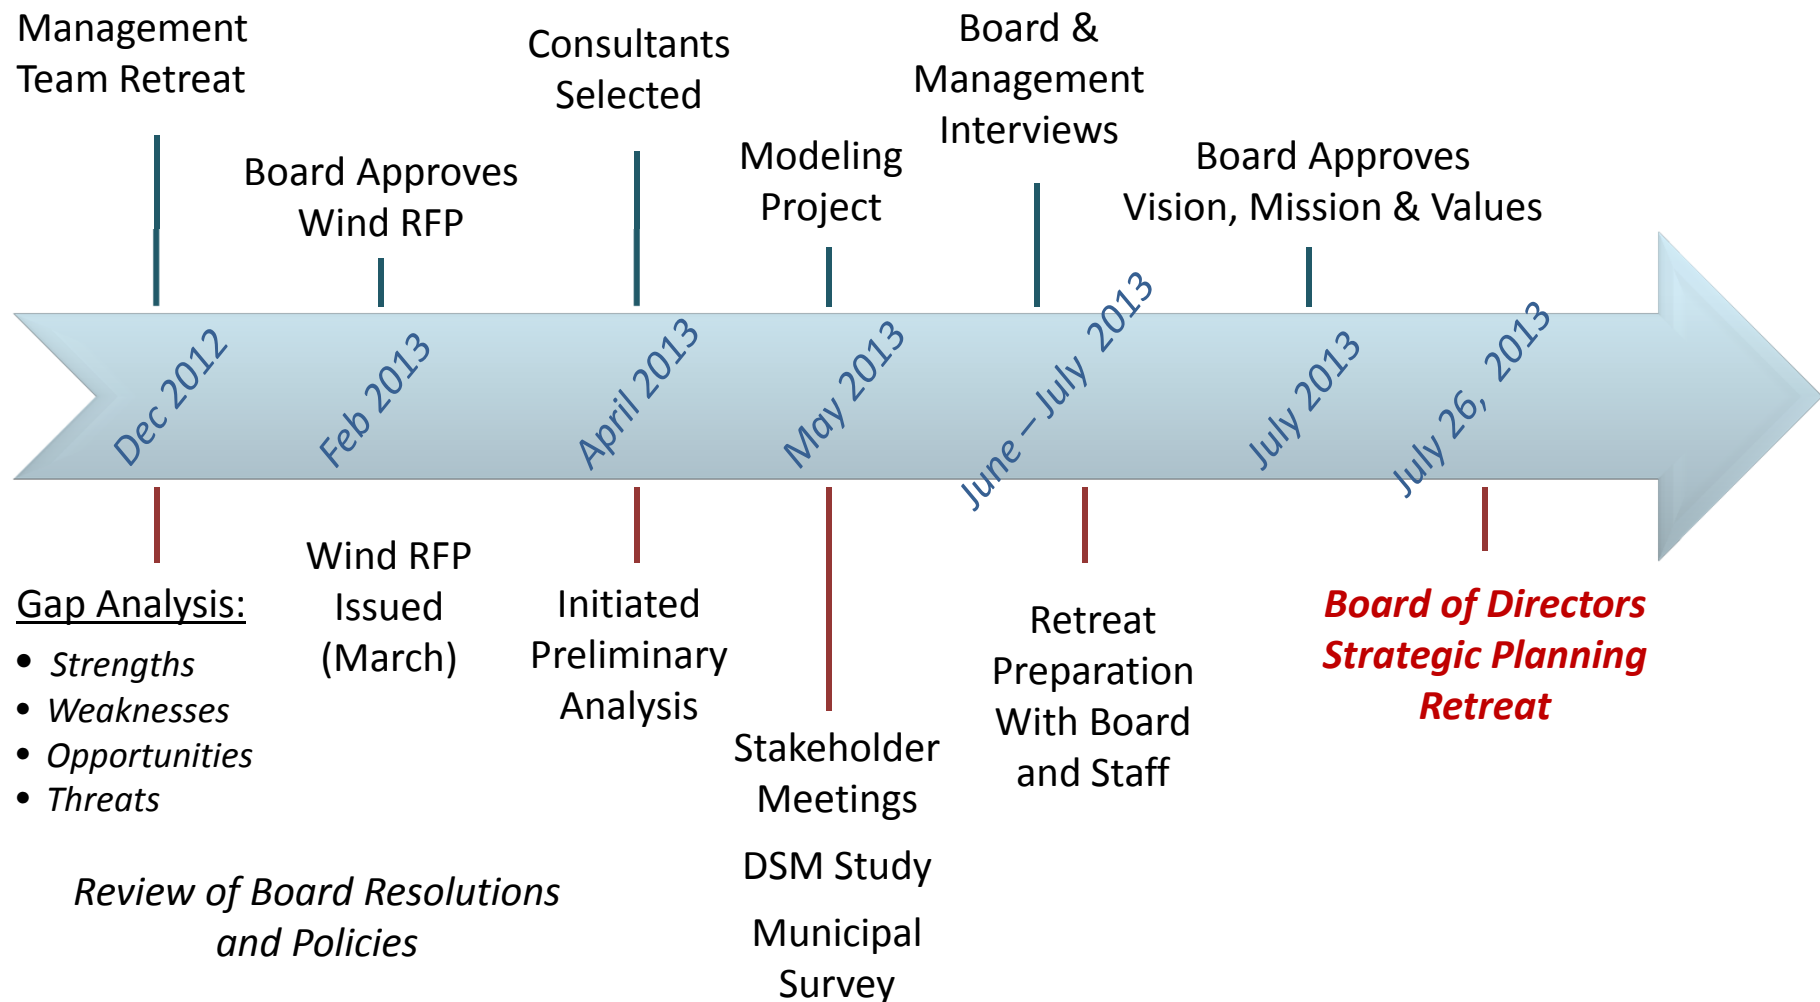 Management
Team Retreat
Board Approves
Wind RFP
Consultants
Selected
Modeling
Project
Board &
Management
Interviews
Board Approves
Vision, Mission & Values
Dec 2012
Feb 2013
April 2013
May 2013
June – July 2013
July 2013
July 26, 2013
Gap Analysis:
• Strengths
• Weaknesses
• Opportunities
• Threats
Review of Board Resolutions
and Policies
Wind RFP
Issued
(March)
Initiated
Preliminary
Analysis
Stakeholder
Meetings
DSM Study
Municipal
Survey
Retreat
Preparation
With Board
and Staff
Board of Directors
Strategic Planning
Retreat